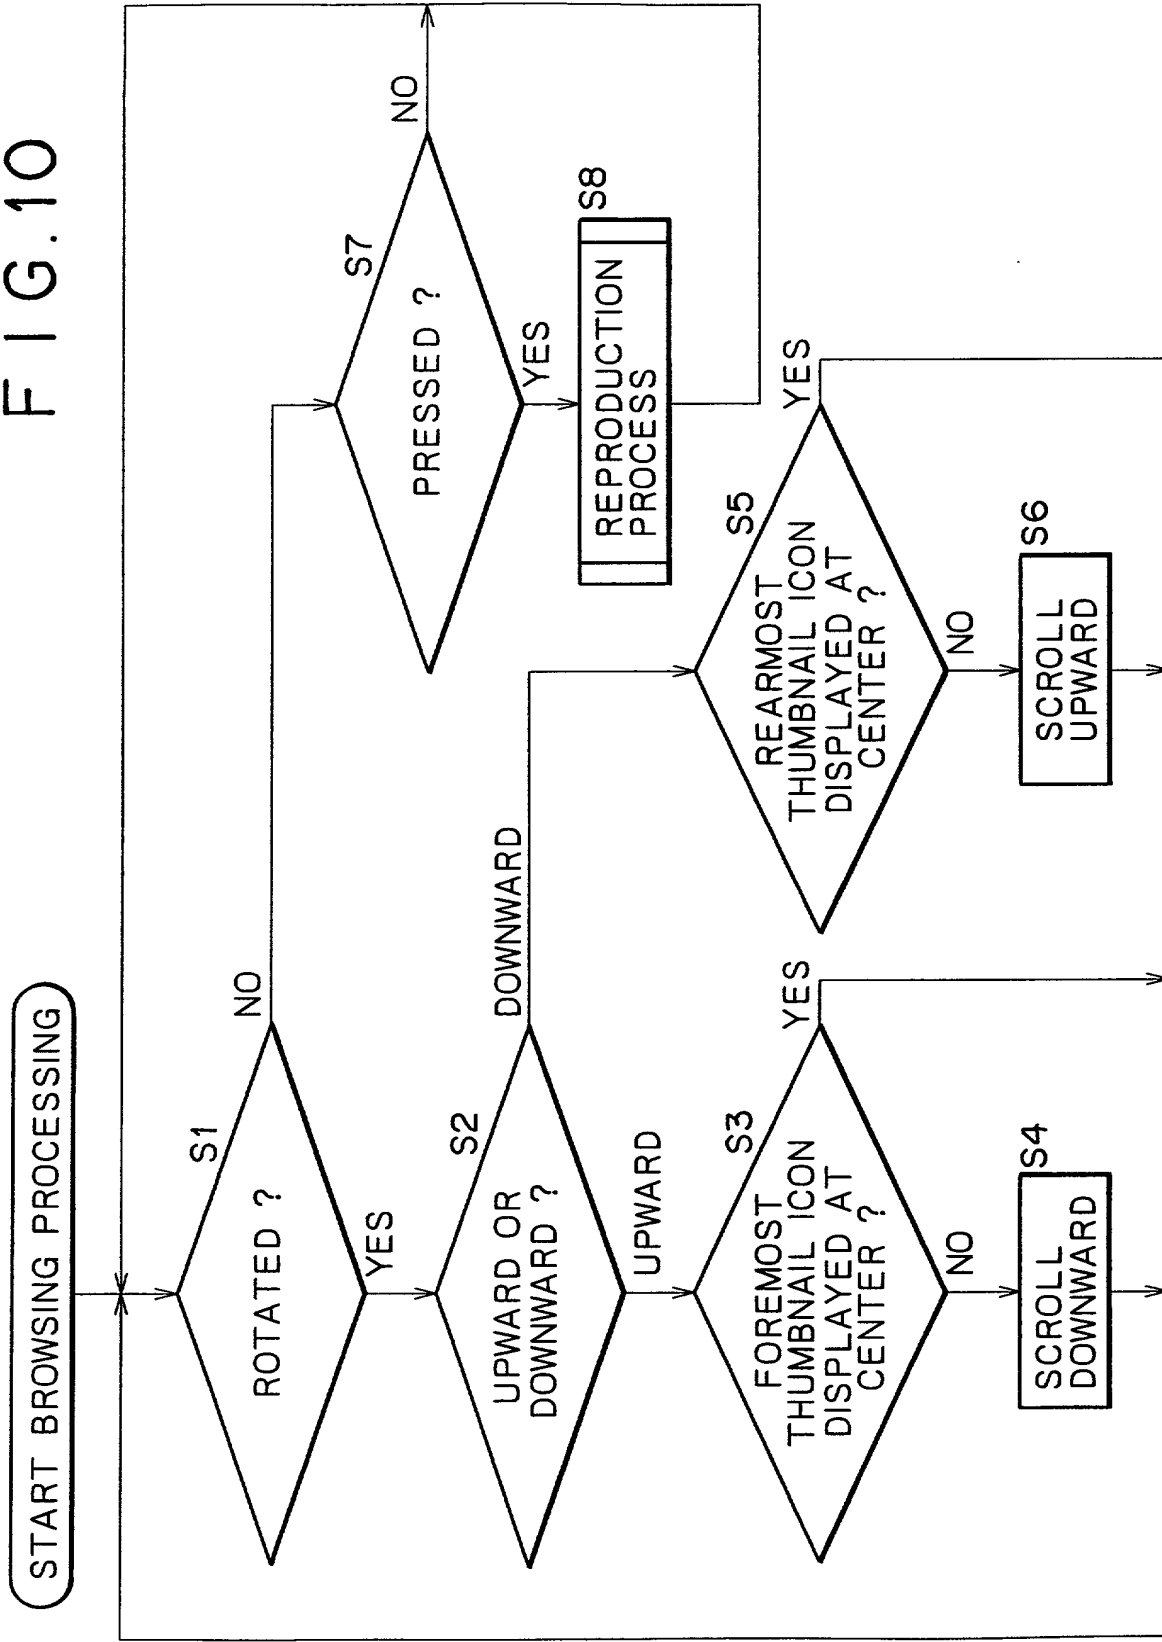 FIG.10
START BROWSING PROCESSING
S1
ROTATED ?
NO
YES
S2
UPWARD OR
DOWNWARD ?
DOWNWARD
UPWARD
S3
FOREMOST
THUMBNAIL ICON
DISPLAYED AT
CENTER ?
YES
NO
S4
SCROLL
DOWNWARD
S5
REARMOST
THUMBNAIL ICON
DISPLAYED AT
CENTER ?
YES
NO
S6
SCROLL
UPWARD
S7
PRESSED ?
NO
YES
S8
REPRODUCTION
PROCESS